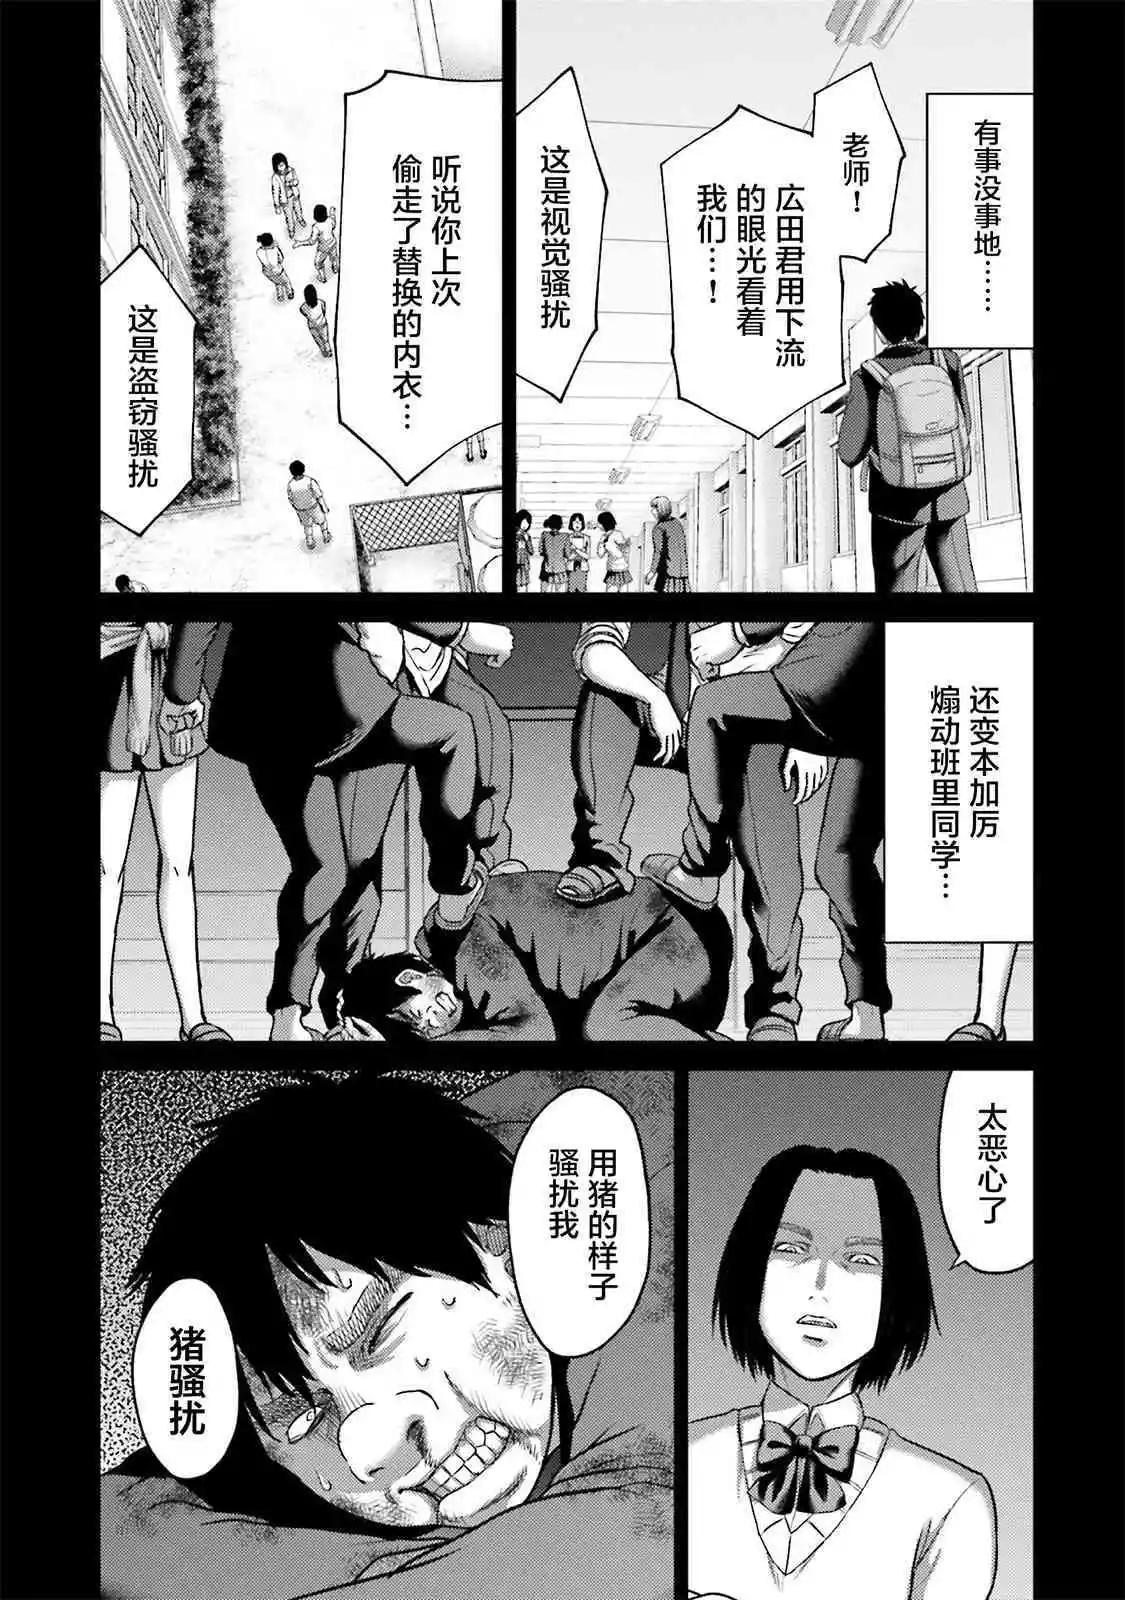 有事没事地……
老师！
広田君用下流
的眼光看着
我们…！
这是视觉骚扰
听说你上次
偷走了替换的内衣…
这是盗窃骚扰
还变本加厉
煽动班里同学…
太恶心了
用猪的样子
骚扰我
猪骚扰